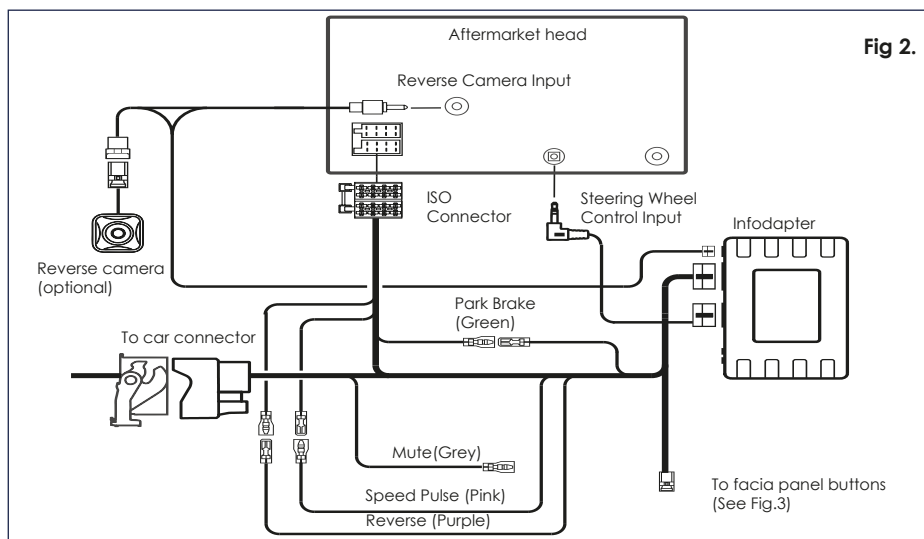 Aftermarket head
Fig 2.
Reverse Camera Input
ISO
Connector
Steering Wheel
Control Input
Infodapter
Reverse camera
(optional)
Park Brake
(Green)
To car connector
Mute(Grey)
Speed Pulse (Pink)
Reverse (Purple)
To facia panel buttons
(See Fig.3)